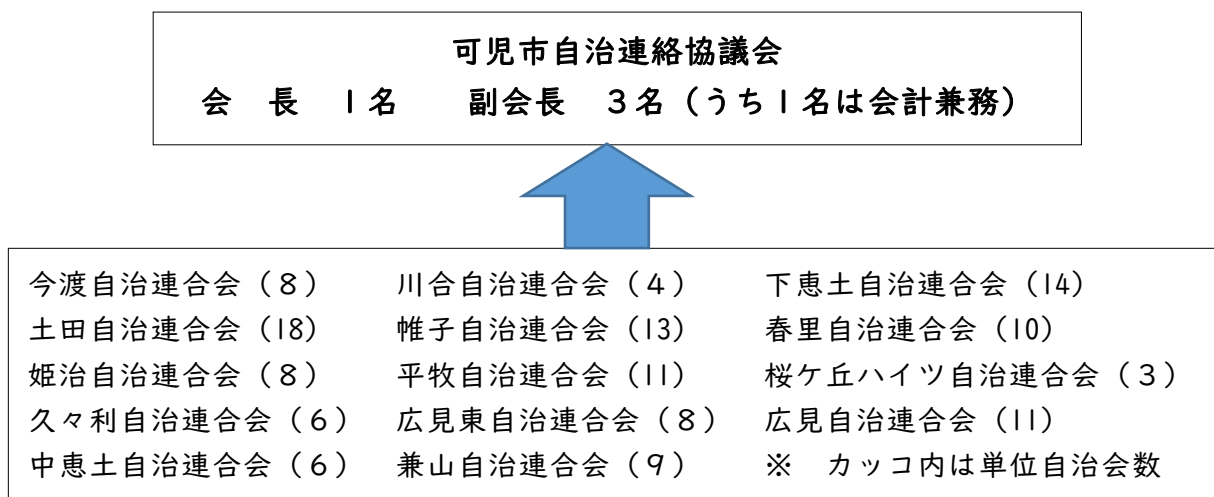 可児市自治連絡協議会
会　長　1名　　副会長　3名（うち1名は会計兼務）
今渡自治連合会（8）　川合自治連合会（4）　下恵土自治連合会（14）
土田自治連合会（18）　帷子自治連合会（13）　春里自治連合会（10）
姫治自治連合会（8）　平牧自治連合会（11）　桜ケ丘ハイツ自治連合会（3）
久々利自治連合会（6）　広見東自治連合会（8）　広見自治連合会（11）
中恵土自治連合会（6）　兼山自治連合会（9）　※　カッコ内は単位自治会数